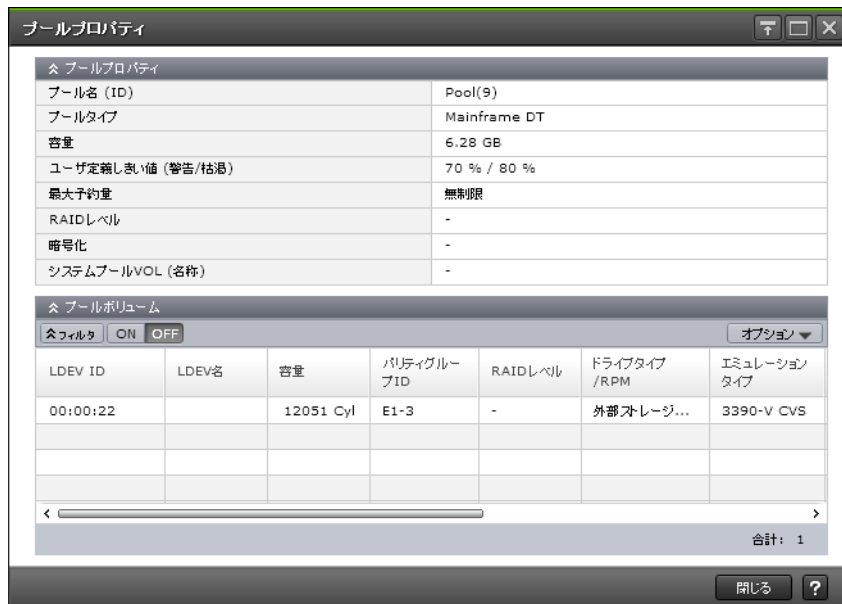 プールプロパティ
プールプロパティ
プール名 (ID) Pool(9)
プールタイプ Mainframe DT
容量 6.28 GB
ユーザ定義しきい値 (警告/枯渇) 70 % / 80 %
最大予約量 無制限
RAIDレベル -
暗号化 -
システムプールVOL (名称) -
プールボリューム
フィルタ ON OFF オプション
LDEV ID LDEV名 容量 パリティグルー RAIDレベル ドライブタイプ エミュレーション
プID /RPM タイプ
00:00:22 12051 Cyl E1-3 - 外部ストレージ... 3390-V CVS
合計: 1
閉じる ?